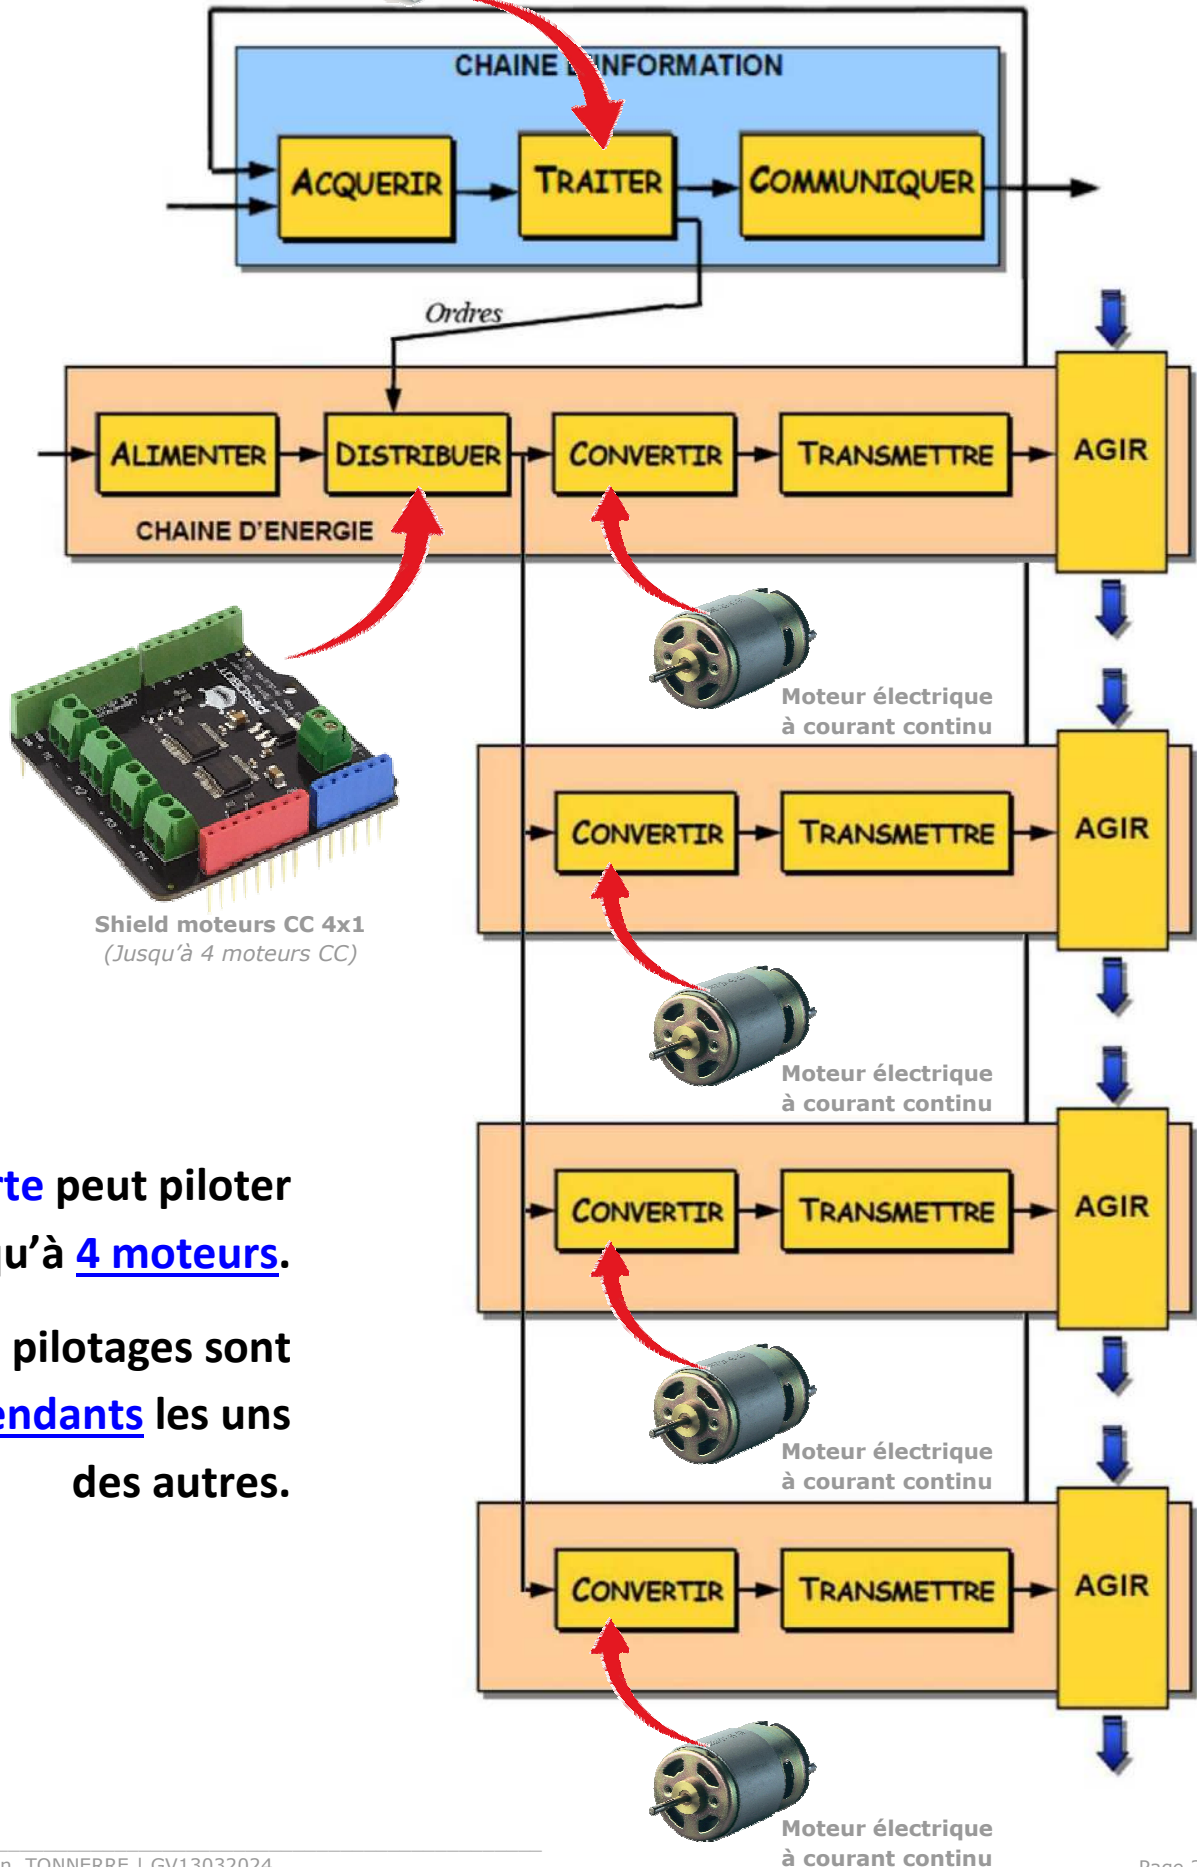 CHAINE D'INFORMATION
ACQUERIR
TRAITER
COMMUNIQUER
Ordres
ALIMENTER
DISTRIBUER
CONVERTIR
TRANSMETTRE
AGIR
CHAINE D'ENERGIE
Moteur électrique
à courant continu
CONVERTIR
TRANSMETTRE
AGIR
Shield moteurs CC 4x1
(Jusqu'à 4 moteurs CC)
Moteur électrique
à courant continu
rte peut piloter
qu'à 4 moteurs.
CONVERTIR
TRANSMETTRE
AGIR
pilotages sont
endants les uns
des autres.
Moteur électrique
à courant continu
CONVERTIR
TRANSMETTRE
AGIR
Moteur électrique
à courant continu
TONNERRE | GV13032024
Page